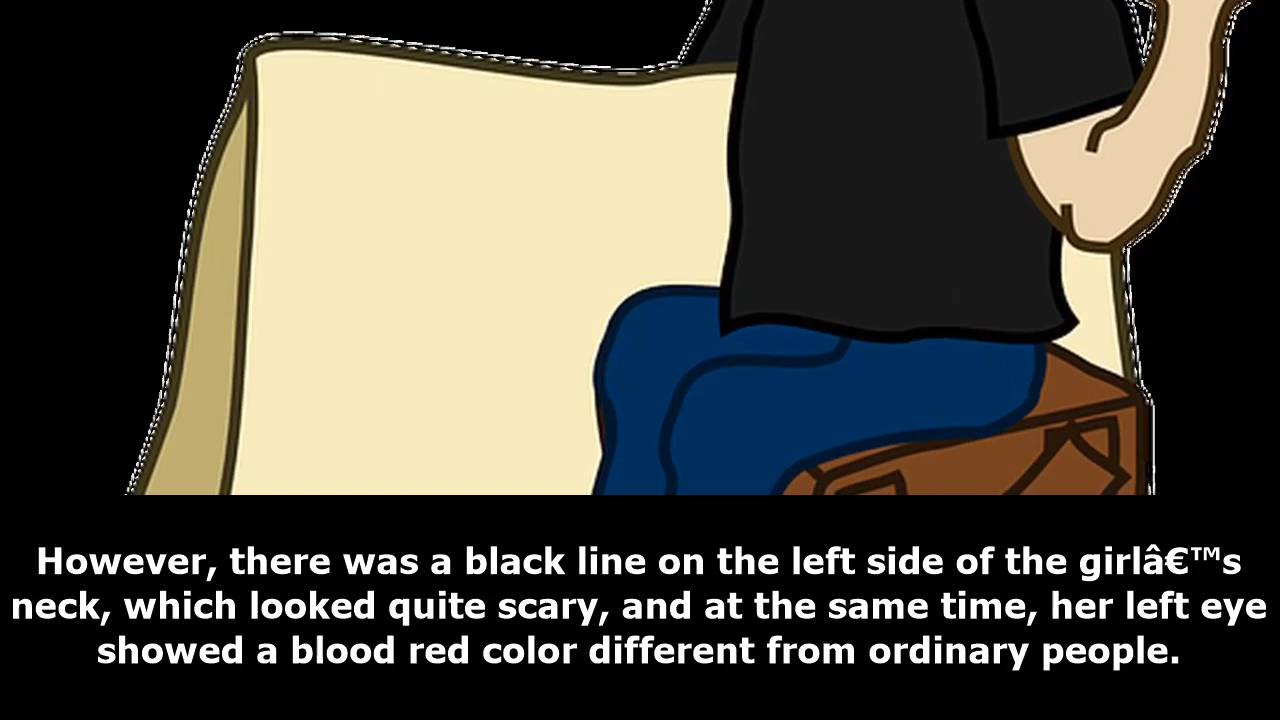 However, there was a black line on the left side of the girlâ€™s
neck, which looked quite scary, and at the same time, her left eye
showed a blood red color different from ordinary people.